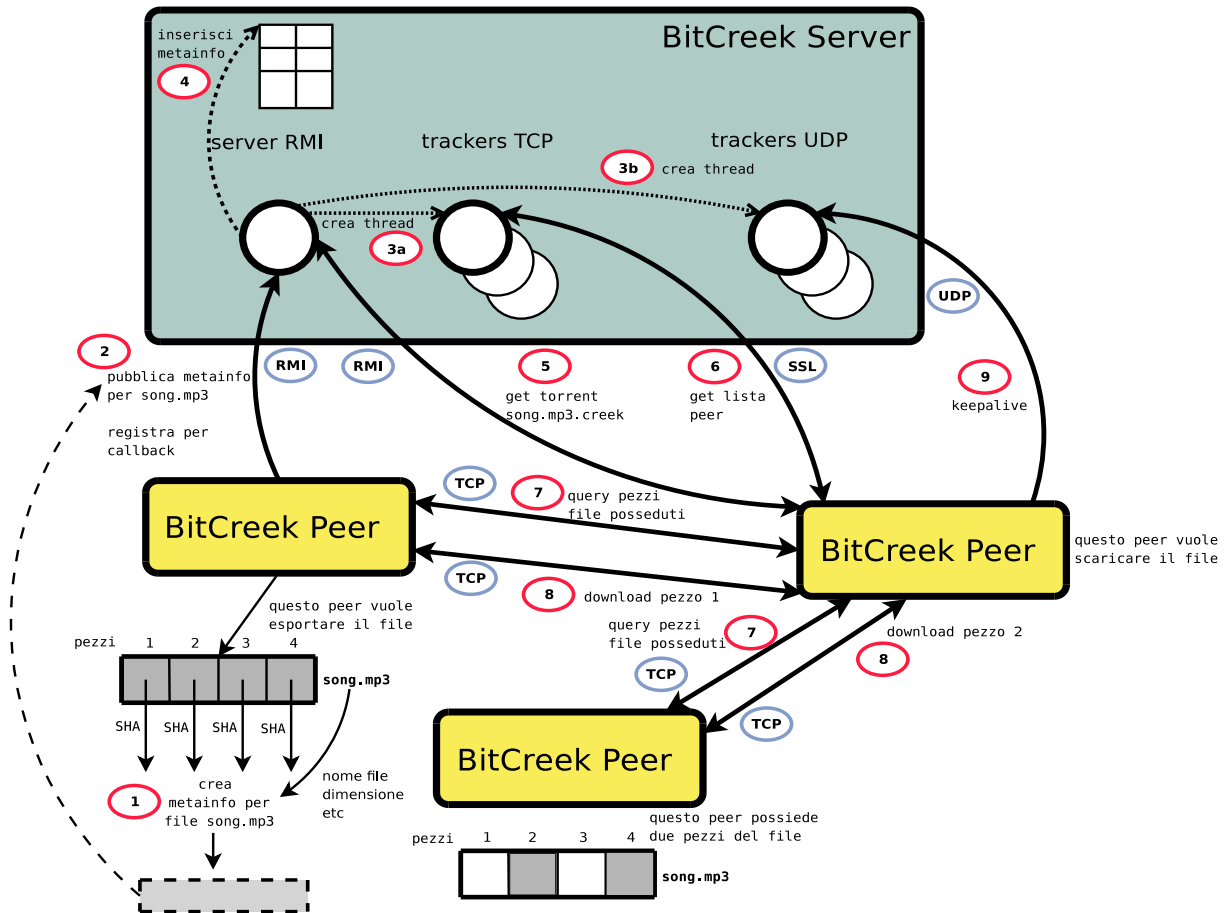 BitCreek Server
inserisci
metainfo
4
server RMI
trackers TCP
trackers UDP
3b
crea thread
crea thread
3a
UDP
2
RMI
RMI
5
6
SSL
9
pubblica metainfo
per song.mp3
registra per
callback
get torrent
song.mp3.creek
get lista
peer
keepalive
TCP
7
query pezzi
file posseduti
BitCreek Peer
BitCreek Peer
questo peer vuole
scaricare il file
TCP
8
download pezzo 1
questo peer vuole
esportare il file
query pezzi
file posseduti
7
download pezzo 2
8
pezzi
1
2
3
4
song.mp3
TCP
TCP
SHA
SHA
SHA
SHA
BitCreek Peer
1
crea
metainfo per
file song.mp3
nome file
dimensione
etc
questo peer possiede
due pezzi del file
pezzi
1
2
3
4
song.mp3